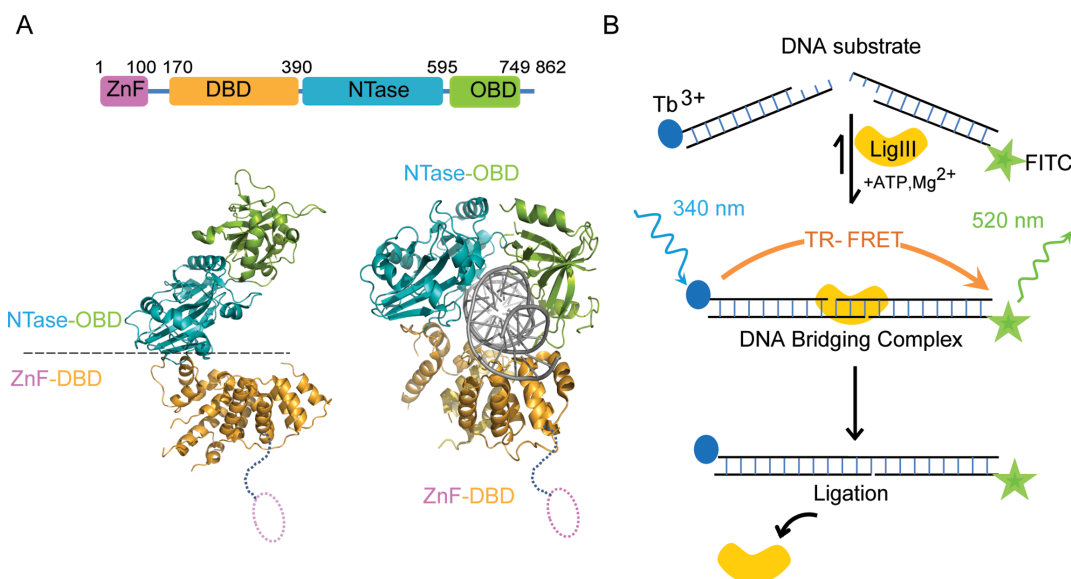 A
1 100 170 390 595 749 862
ZnF DBD NTase OBD
NTase-OBD
NTase-OBD
ZnF-DBD
ZnF-DBD
B
DNA substrate
Tb3+
LigIII
FITC
+ATP,Mg2+
340 nm
520 nm
TR- FRET
DNA Bridging Complex
Ligation